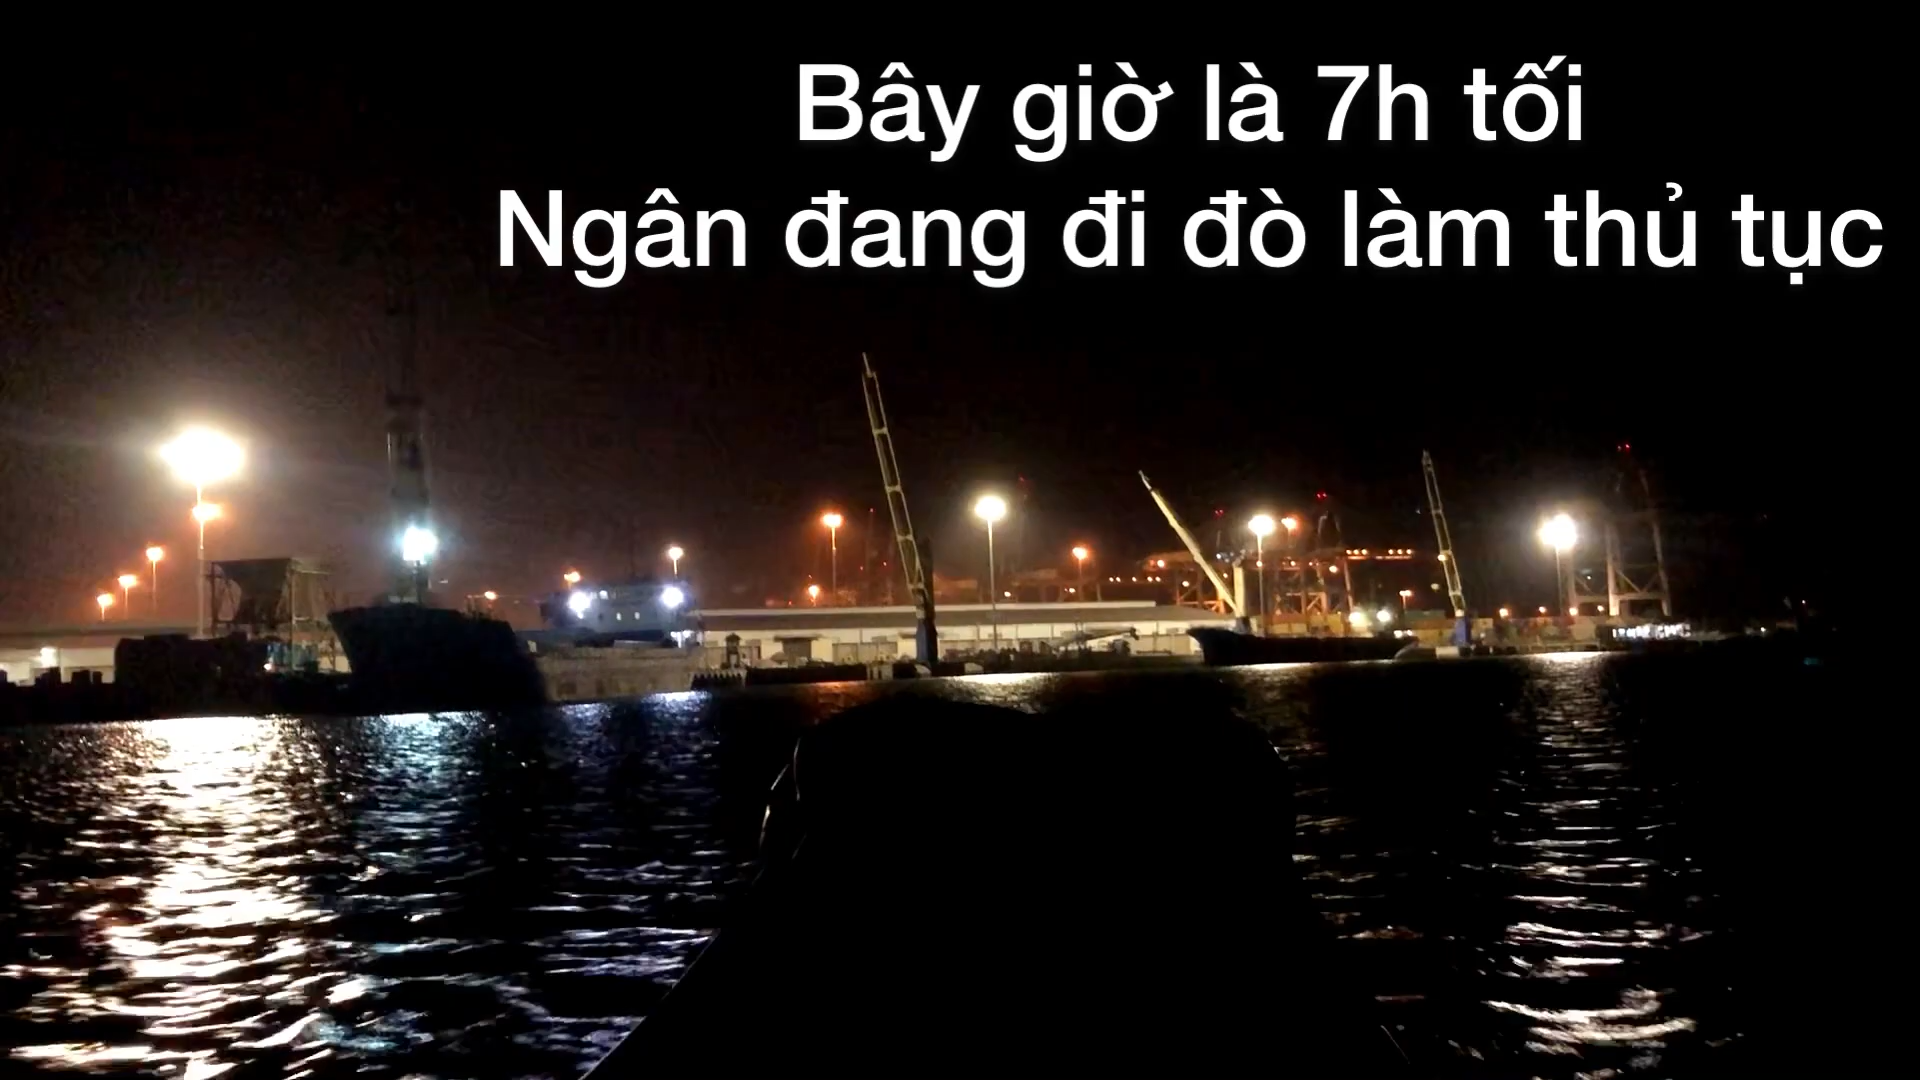 Bây giờ là 7h tối
Ngân đang đi đò làm thủ tục